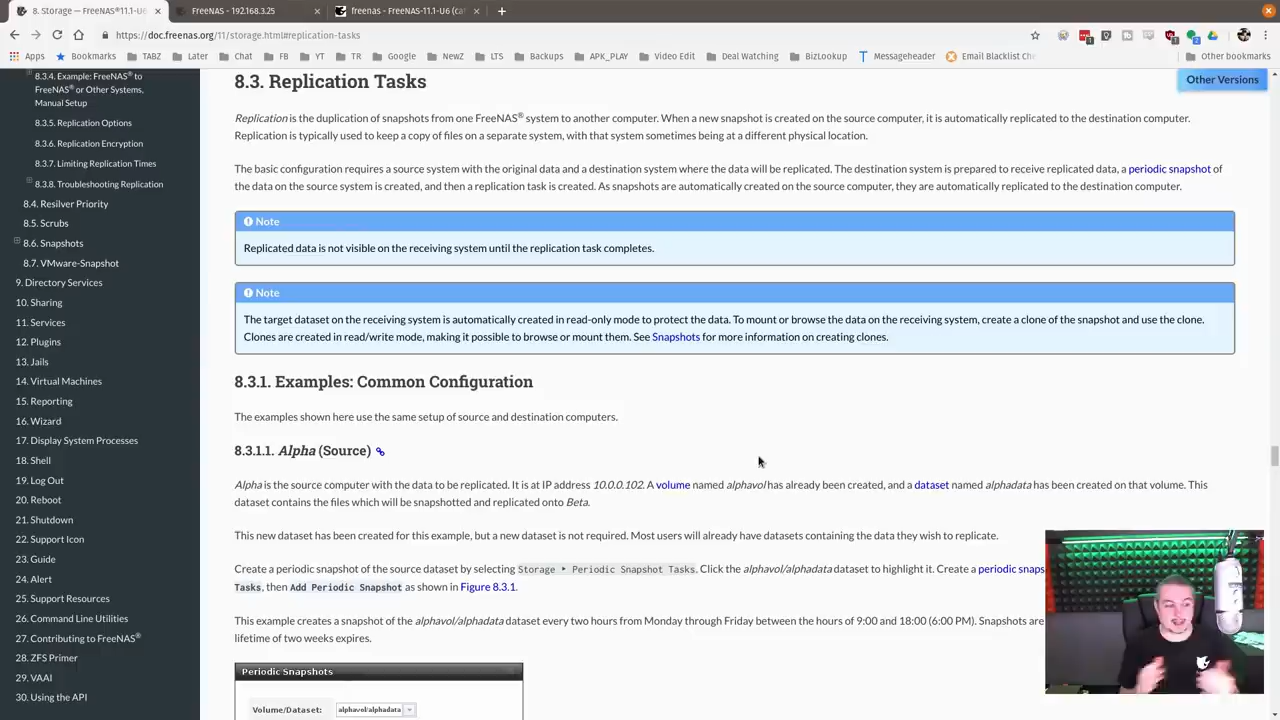 8. Storage — FreeNAS®11.1-U6
FreeNAS - 192.168.3.25
freenas - FreeNAS-11.1-U6 (ca
https://doc.freenas.org/11/storage.html#replication-tasks
Apps
Bookmarks
TABZ
Later
Chat
FB
YT
TR
Google
NewZ
LTS
Backups
APK_PLAY
Video Edit
Deal Watching
BizLookup
Messageheader
Email Blacklist Che
Other bookmarks
8.3.4. Example: FreeNAS® to
FreeNAS® or Other Systems,
Manual Setup
8.3.5. Replication Options
8.3.6. Replication Encryption
8.3.7. Limiting Replication Times
8.3.8. Troubleshooting Replication
8.4. Resilver Priority
8.5. Scrubs
8.6. Snapshots
8.7. VMware-Snapshot
9. Directory Services
10. Sharing
11. Services
12. Plugins
13. Jails
14. Virtual Machines
15. Reporting
16. Wizard
17. Display System Processes
18. Shell
19. Log Out
20. Reboot
21. Shutdown
22. Support Icon
23. Guide
24. Alert
25. Support Resources
26. Command Line Utilities
27. Contributing to FreeNAS®
28. ZFS Primer
29. VAAI
30. Using the API
Other Versions
8.3. Replication Tasks
Replication is the duplication of snapshots from one FreeNAS® system to another computer. When a new snapshot is created on the source computer, it is automatically replicated to the destination computer.
Replication is typically used to keep a copy of files on a separate system, with that system sometimes being at a different physical location.
The basic configuration requires a source system with the original data and a destination system where the data will be replicated. The destination system is prepared to receive replicated data, a periodic snapshot of
the data on the source system is created, and then a replication task is created. As snapshots are automatically created on the source computer, they are automatically replicated to the destination computer.
Note
Replicated data is not visible on the receiving system until the replication task completes.
Note
The target dataset on the receiving system is automatically created in read-only mode to protect the data. To mount or browse the data on the receiving system, create a clone of the snapshot and use the clone.
Clones are created in read/write mode, making it possible to browse or mount them. See Snapshots for more information on creating clones.
8.3.1. Examples: Common Configuration
The examples shown here use the same setup of source and destination computers.
8.3.1.1. Alpha (Source)
Alpha is the source computer with the data to be replicated. It is at IP address 10.0.0.102. A volume named alphavol has already been created, and a dataset named alphadata has been created on that volume. This
dataset contains the files which will be snapshotted and replicated onto Beta.
This new dataset has been created for this example, but a new dataset is not required. Most users will already have datasets containing the data they wish to replicate.
Create a periodic snapshot of the source dataset by selecting Storage ‣ Periodic Snapshot Tasks. Click the alphavol/alphadata dataset to highlight it. Create a periodic snaps
Tasks, then Add Periodic Snapshot as shown in Figure 8.3.1.
This example creates a snapshot of the alphavol/alphadata dataset every two hours from Monday through Friday between the hours of 9:00 and 18:00 (6:00 PM). Snapshots are
lifetime of two weeks expires.
Periodic Snapshots
Volume/Dataset: alphavol/alphadata